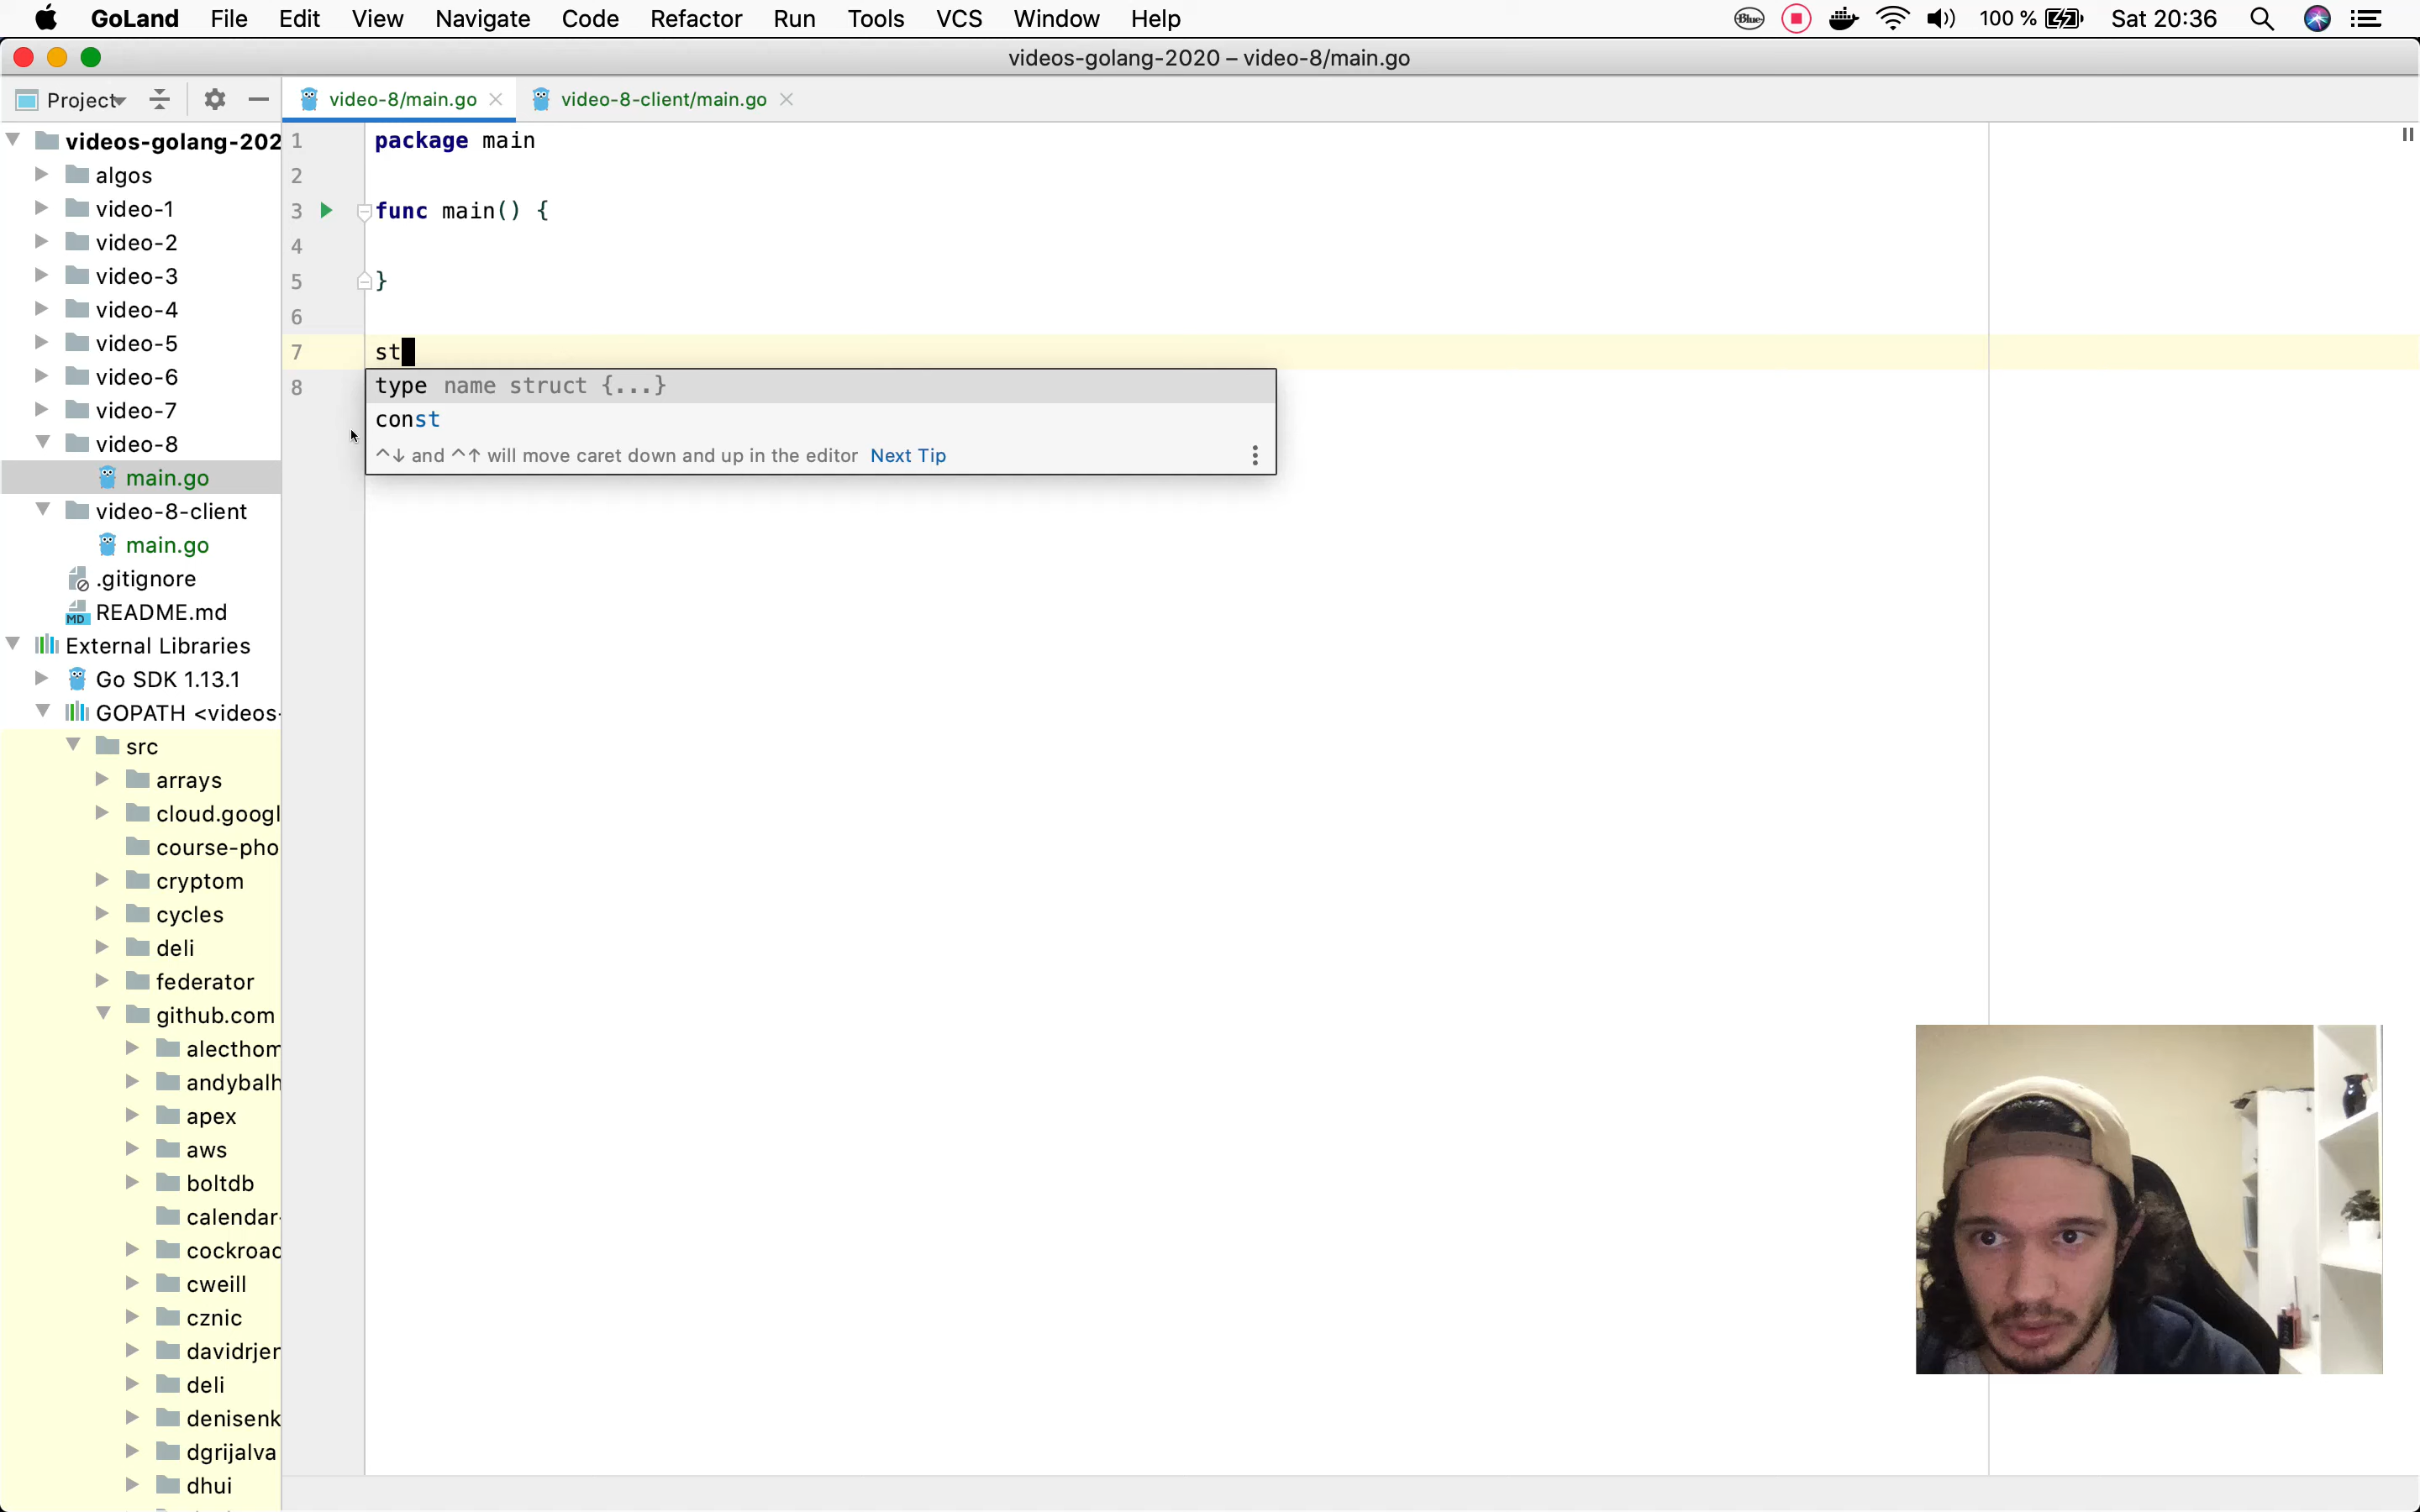 GoLand File Edit View Navigate Code Refactor Run Tools VCS Window Help Blue 100 % Sat 20:36
videos-golang-2020 – video-8/main.go
Project video-8/main.go video-8-client/main.go
videos-golang-202
algos
video-1
video-2
video-3
video-4
video-5
video-6
video-7
video-8
main.go
video-8-client
main.go
.gitignore
MD README.md
External Libraries
Go SDK 1.13.1
GOPATH <videos-
src
arrays
cloud.googl
course-pho
cryptom
cycles
deli
federator
github.com
alecthom
andybalh
apex
aws
boltdb
calendar-
cockroac
cweill
cznic
davidrjer
deli
denisenk
dgrijalva
dhui
1 package main
2
3 func main() {
4
5 }
6
7 st
8
type name struct {...}
const
^↓ and ^↑ will move caret down and up in the editor Next Tip